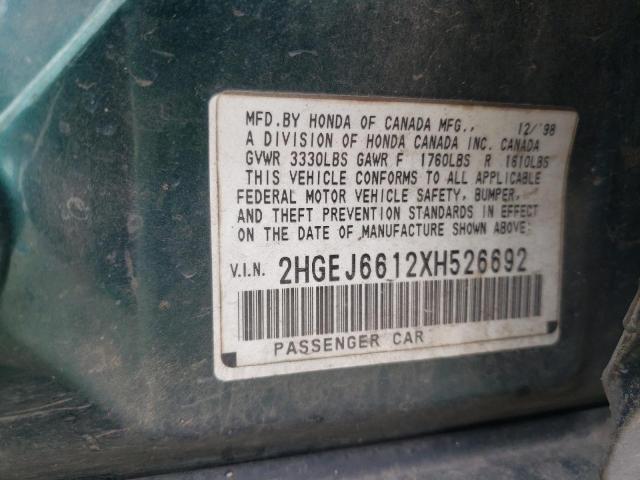 MFD.BY HONDA OF CANADA MFG., 12/'98
A DIVISION OF HONDA CANADA INC. CANADA
GVWR 3330LBS GAWR F 1760LBS R 1610LBS
THIS VEHICLE CONFORMS TO ALL APPLICABLE
FEDERAL MOTOR VEHICLE SAFETY, BUMPER,
AND THEFT PREVENTION STANDARDS IN EFFECT
ON THE DATE OF MANUFACTURE SHOWN ABOVE.
V.I.N. 2HGEJ6612XH526692
PASSENGER CAR